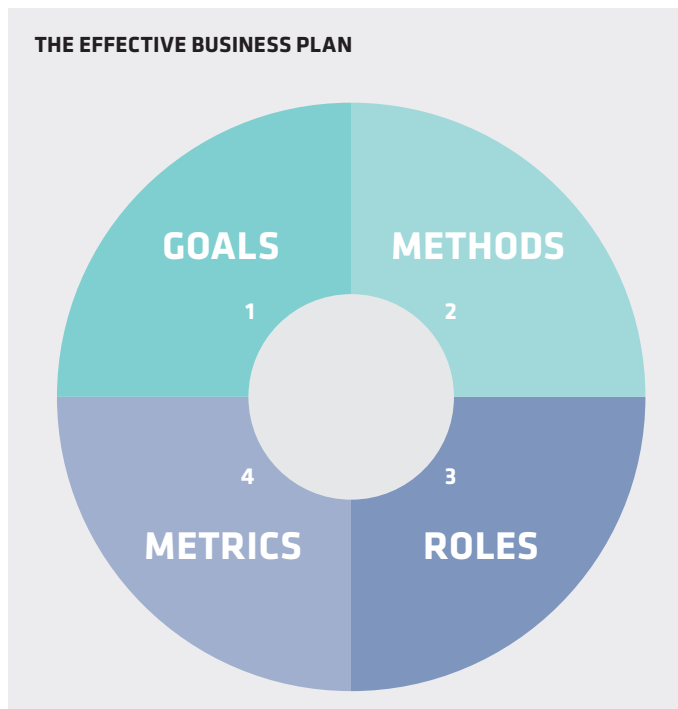 THE EFFECTIVE BUSINESS PLAN
GOALS
1
METHODS
2
3
ROLES
4
METRICS